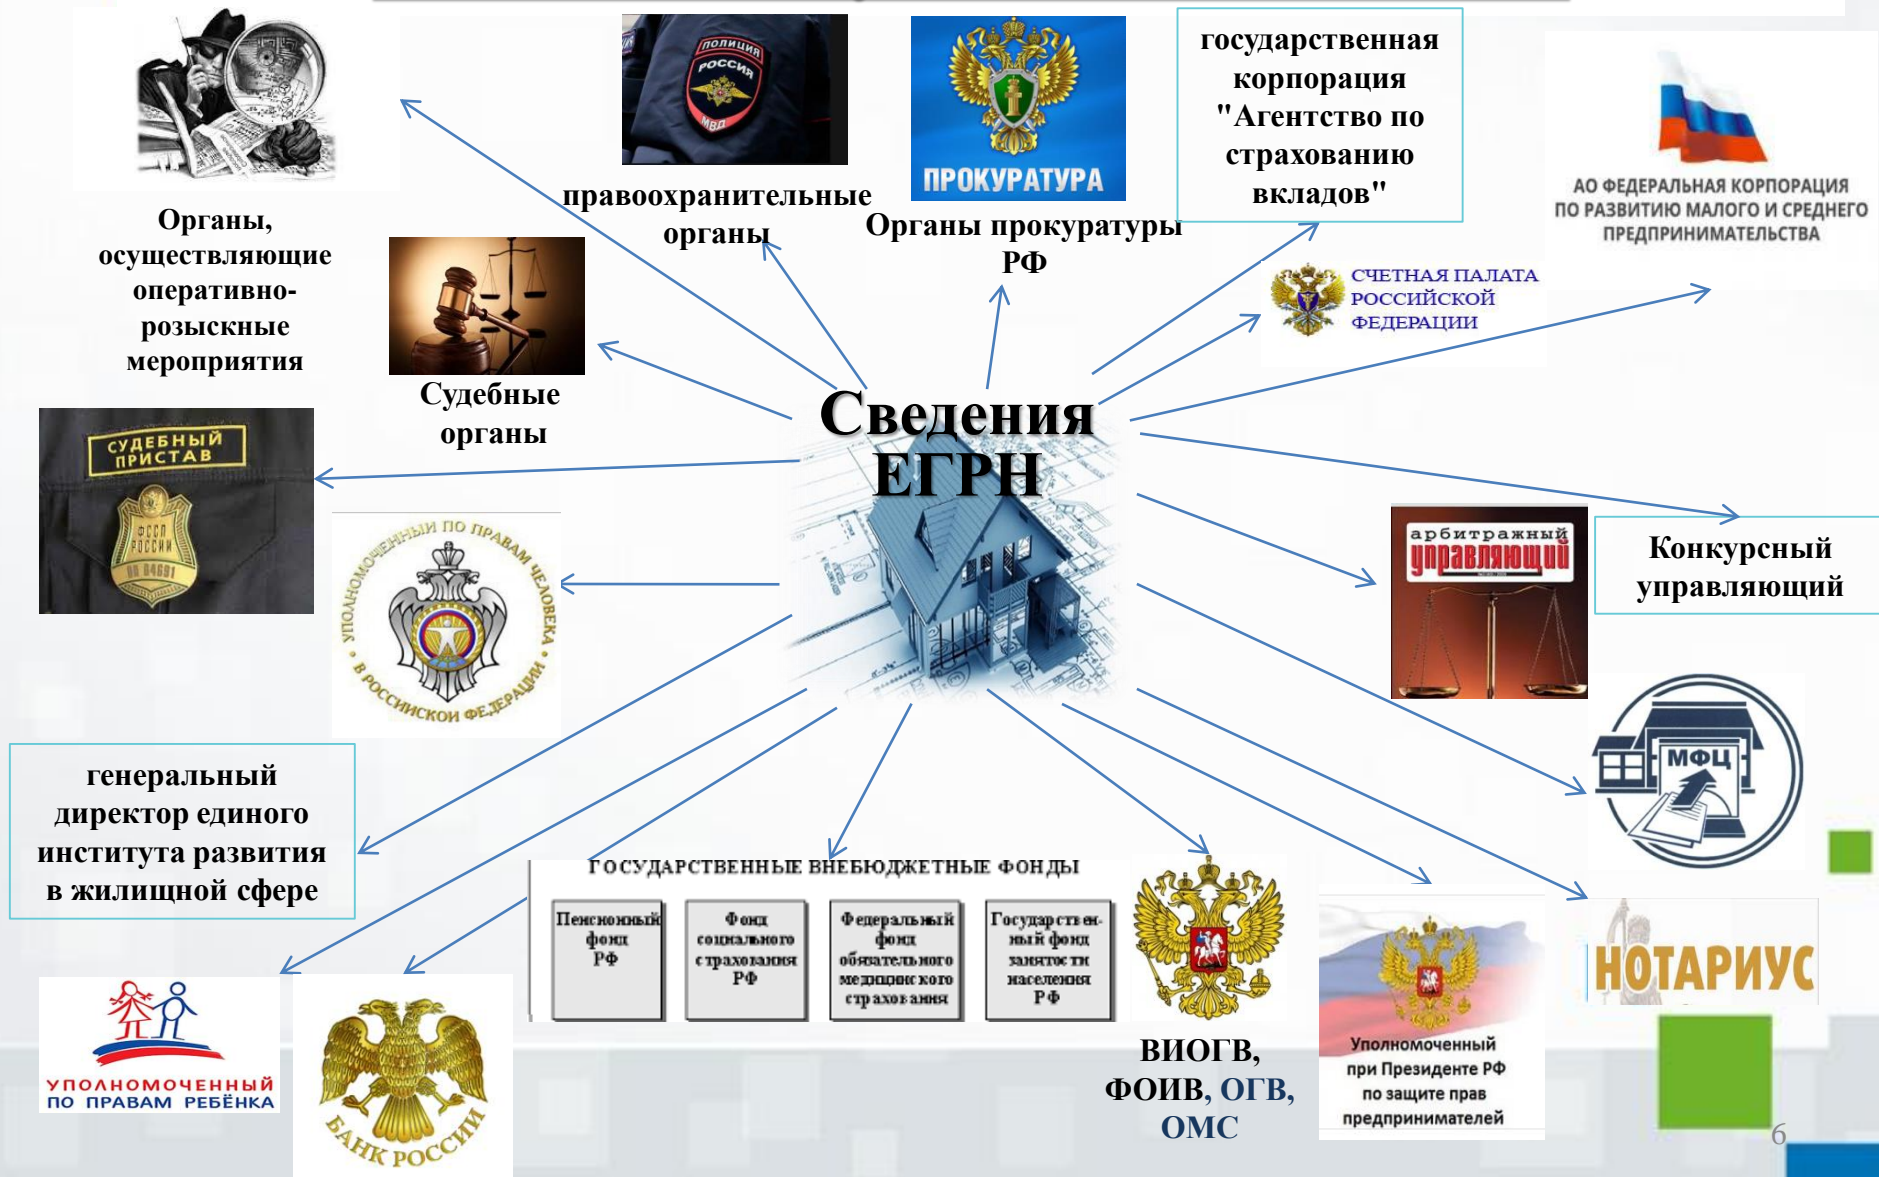 ПОЛИЦИЯ
РОССИЯ
МВД
ПРОКУРАТУРА
государственная
корпорация
"Агентство по
страхованию
вкладов"
АО ФЕДЕРАЛЬНАЯ КОРПОРАЦИЯ
ПО РАЗВИТИЮ МАЛОГО И СРЕДНЕГО
ПРЕДПРИНИМАТЕЛЬСТВА
Органы,
осуществляющие
оперативно-
розыскные
мероприятия
правоохранительные
органы
Органы прокуратуры
РФ
СЧЕТНАЯ ПАЛАТА
РОССИЙСКОЙ
ФЕДЕРАЦИИ
Судебные
органы
Сведения
ЕГРН
СУДЕБНЫЙ
ПРИСТАВ
ФССП
РОССИИ
УПОЛНОМОЧЕННЫЙ ПО ПРАВАМ ЧЕЛОВЕКА
• В РОССИЙСКОЙ ФЕДЕРАЦИИ •
арбитражный
управляющий
Конкурсный
управляющий
МФЦ
генеральный
директор единого
института развития
в жилищной сфере
ГОСУДАРСТВЕННЫЕ ВНЕБЮДЖЕТНЫЕ ФОНДЫ
Пенсионный
фонд
РФ
Фонд
социального
страхования
РФ
Федеральный
фонд
обязательного
медицинского
страхования
Государствен-
ный фонд
занятости
населения
РФ
НОТАРИУС
УПОЛНОМОЧЕННЫЙ
ПО ПРАВАМ РЕБЁНКА
БАНК РОССИИ
ВИОГВ,
ФОИВ, ОГВ,
ОМС
Уполномоченный
при Президенте РФ
по защите прав
предпринимателей
6